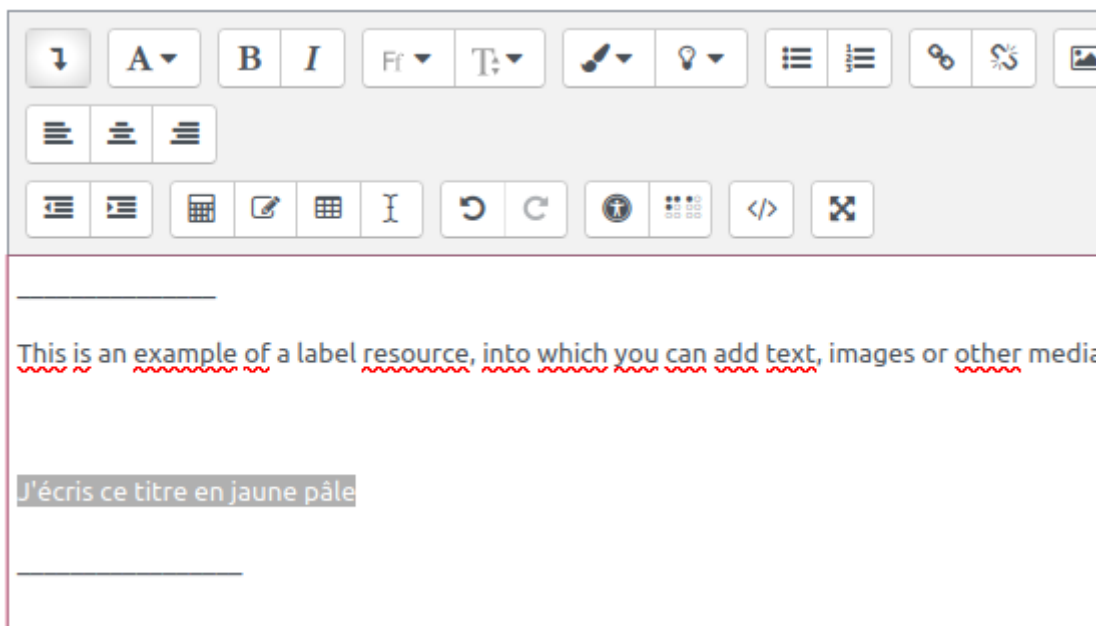 A B I Ff T
_______________
This is an example of a label resource, into which you can add text, images or other media
J'écris ce titre en jaune pâle
_________________